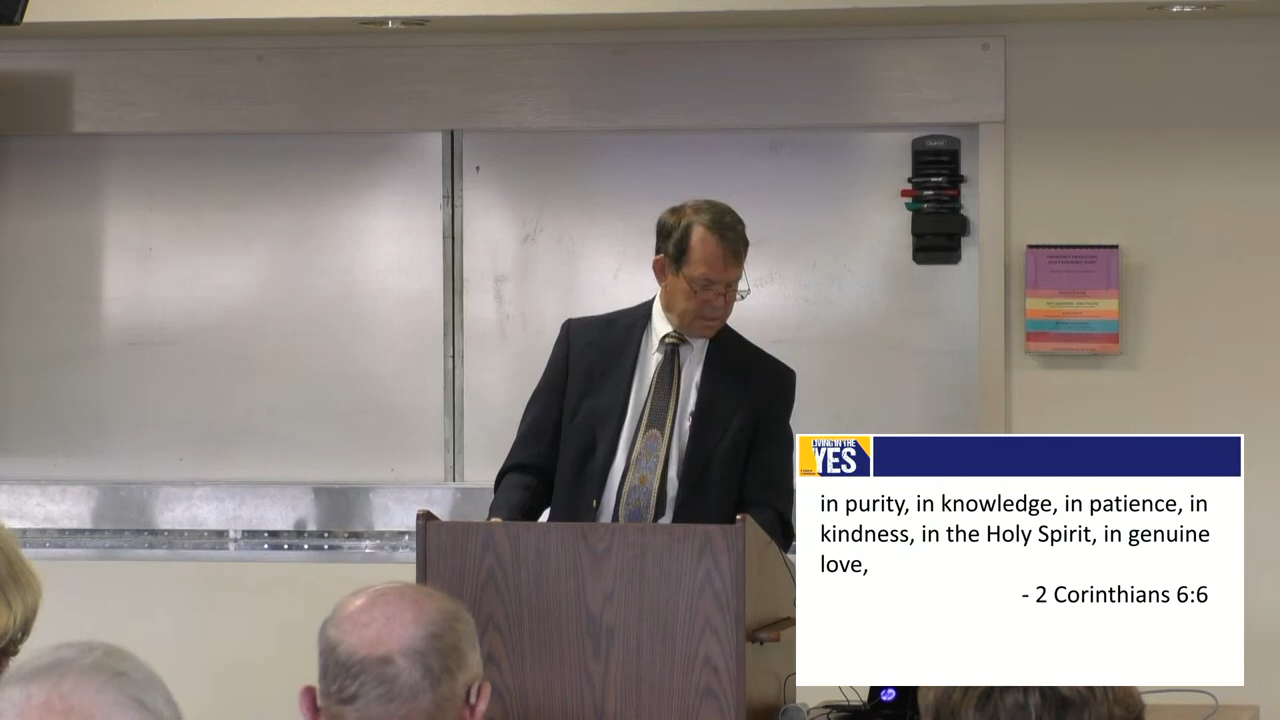 LIVING IN THE
YES
in purity, in knowledge, in patience, in
kindness, in the Holy Spirit, in genuine
love,
- 2 Corinthians 6:6
hp